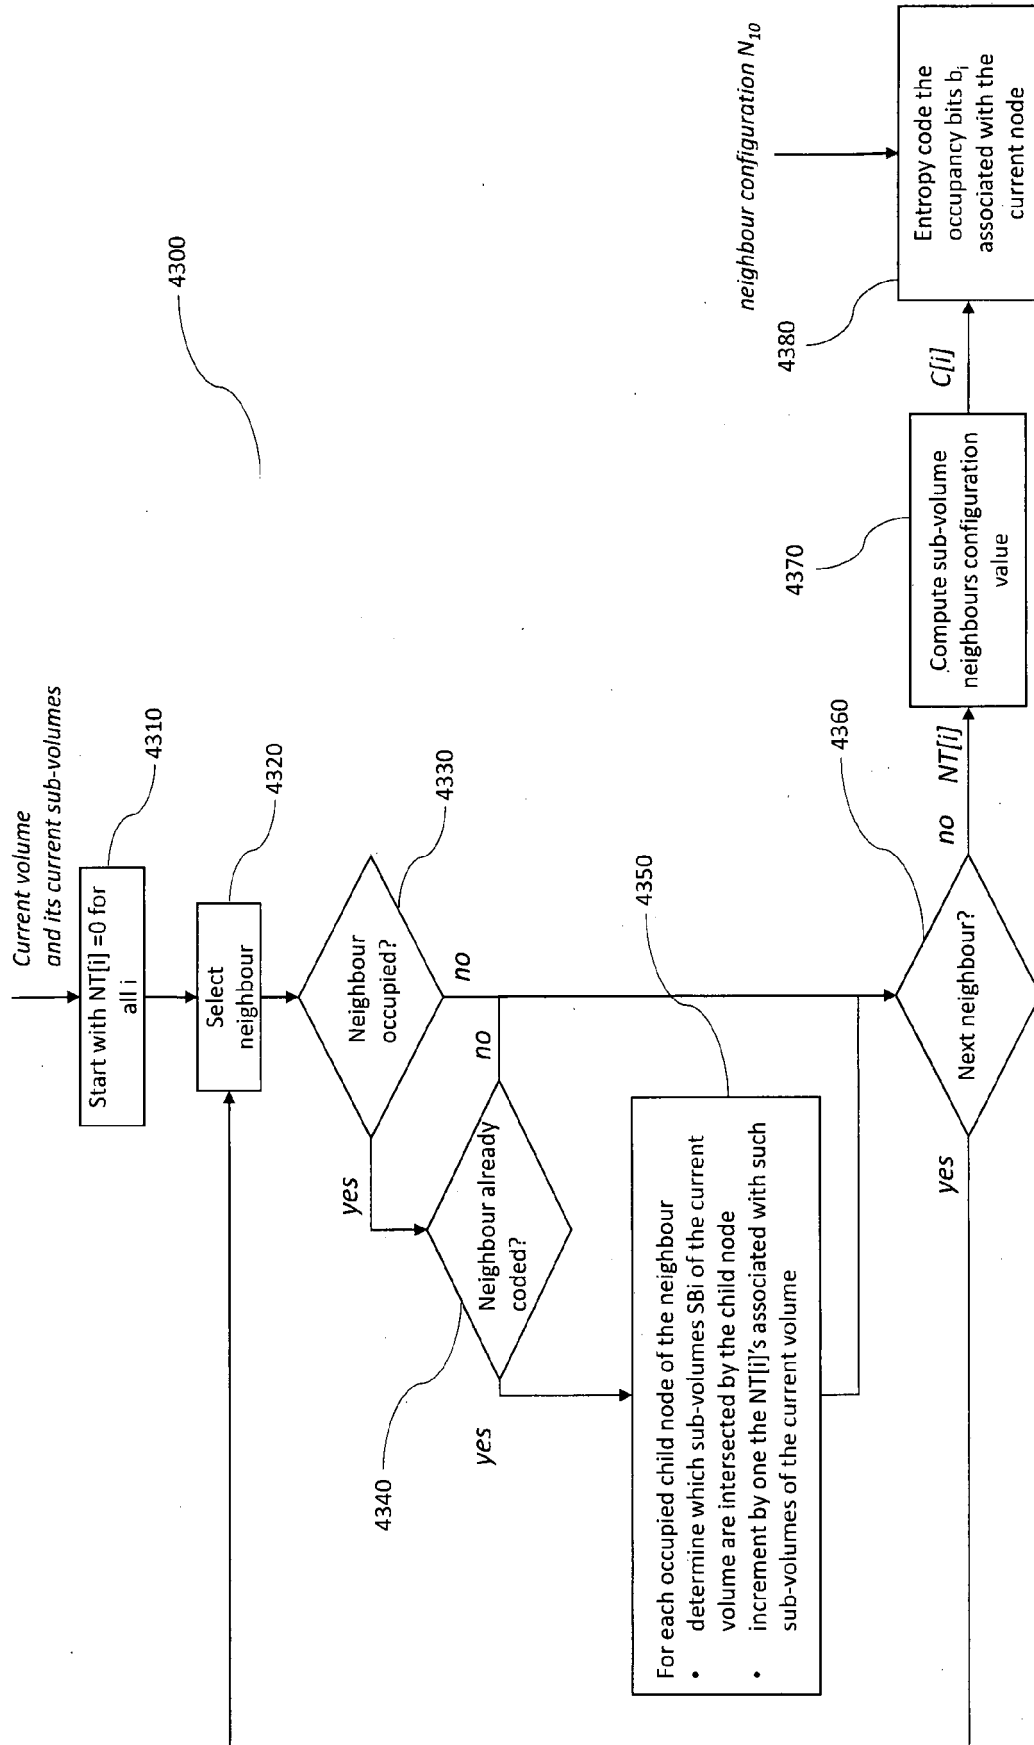 Current volume
and its current sub-volumes
4310
Start with NT[i] =0 for
all i
4320
Select
neighbour
4330
Neighbour
occupied?
yes
no
4340
Neighbour already
coded?
no
yes
4350
For each occupied child node of the neighbour
• determine which sub-volumes SBi of the current
volume are intersected by the child node
• increment by one the NT[i]'s associated with such
sub-volumes of the current volume
4360
Next neighbour?
yes
no
NT[i]
4370
Compute sub-volume
neighbours configuration
value
C[i]
4380
neighbour configuration N10
Entropy code the
occupancy bits bi
associated with the
current node
4300